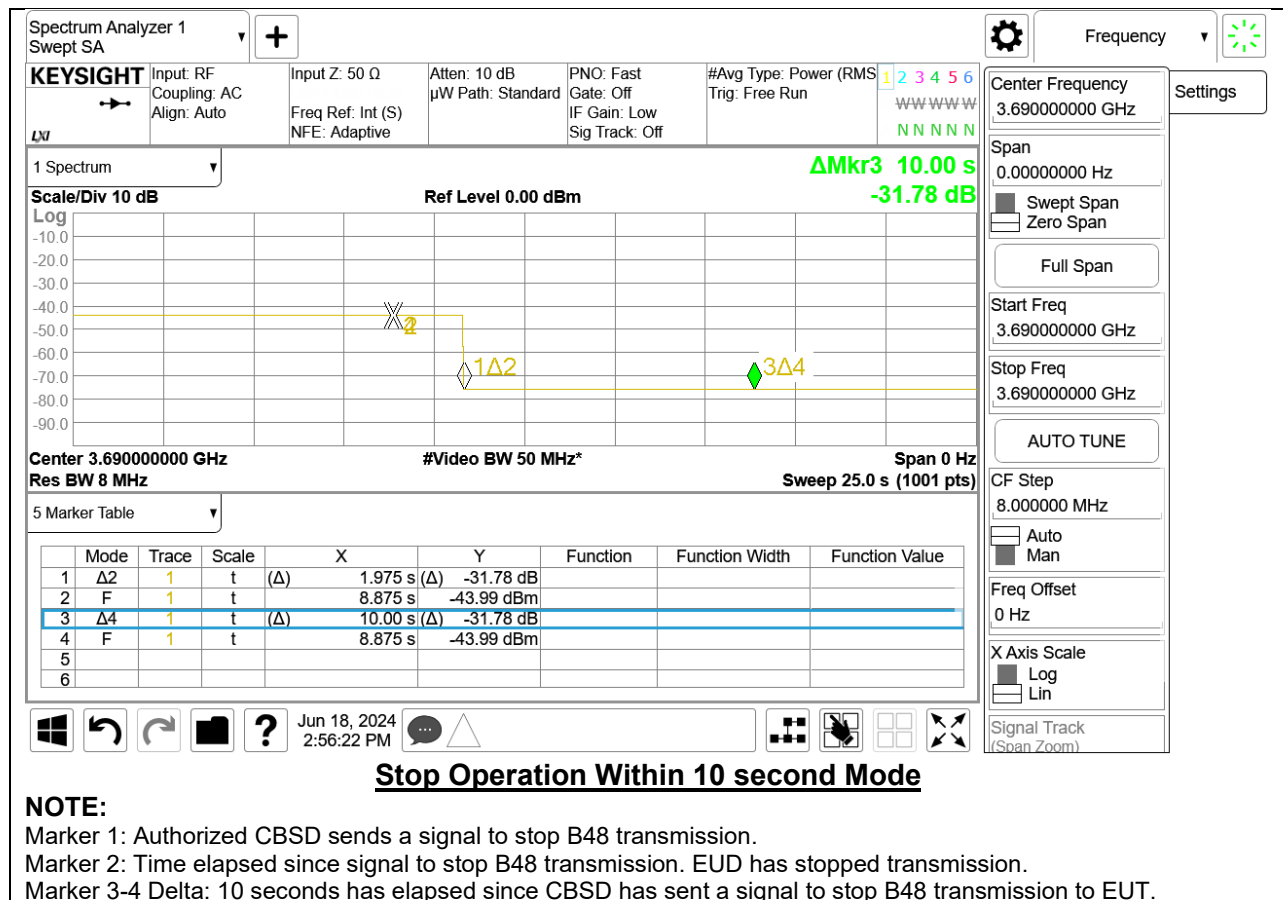 Spectrum Analyzer 1
Swept SA
Frequency
KEYSIGHT
LXI
Input: RF
Coupling: AC
Align: Auto
Input Z: 50 Ω
Freq Ref: Int (S)
NFE: Adaptive
Atten: 10 dB
µW Path: Standard
PNO: Fast
Gate: Off
IF Gain: Low
Sig Track: Off
#Avg Type: Power (RMS
Trig: Free Run
1 2 3 4 5 6
W W W W W
N N N N N
1 Spectrum
ΔMkr3 10.00 s
-31.78 dB
Scale/Div 10 dB
Ref Level 0.00 dBm
Log
-10.0
-20.0
-30.0
-40.0
-50.0
-60.0
-70.0
-80.0
-90.0
1Δ2
3Δ4
Center 3.690000000 GHz
#Video BW 50 MHz*
Span 0 Hz
Res BW 8 MHz
Sweep 25.0 s (1001 pts)
5 Marker Table
Mode Trace Scale X Y Function Function Width Function Value
1 Δ2 1 t (Δ) 1.975 s (Δ) -31.78 dB
2 F 1 t 8.875 s -43.99 dBm
3 Δ4 1 t (Δ) 10.00 s (Δ) -31.78 dB
4 F 1 t 8.875 s -43.99 dBm
5
6
Jun 18, 2024
2:56:22 PM
Settings
Center Frequency
3.690000000 GHz
Span
0.00000000 Hz
Swept Span
Zero Span
Full Span
Start Freq
3.690000000 GHz
Stop Freq
3.690000000 GHz
AUTO TUNE
CF Step
8.000000 MHz
Auto
Man
Freq Offset
0 Hz
X Axis Scale
Log
Lin
Signal Track
(Span Zoom)
Stop Operation Within 10 second Mode
NOTE:
Marker 1: Authorized CBSD sends a signal to stop B48 transmission.
Marker 2: Time elapsed since signal to stop B48 transmission. EUD has stopped transmission.
Marker 3-4 Delta: 10 seconds has elapsed since CBSD has sent a signal to stop B48 transmission to EUT.